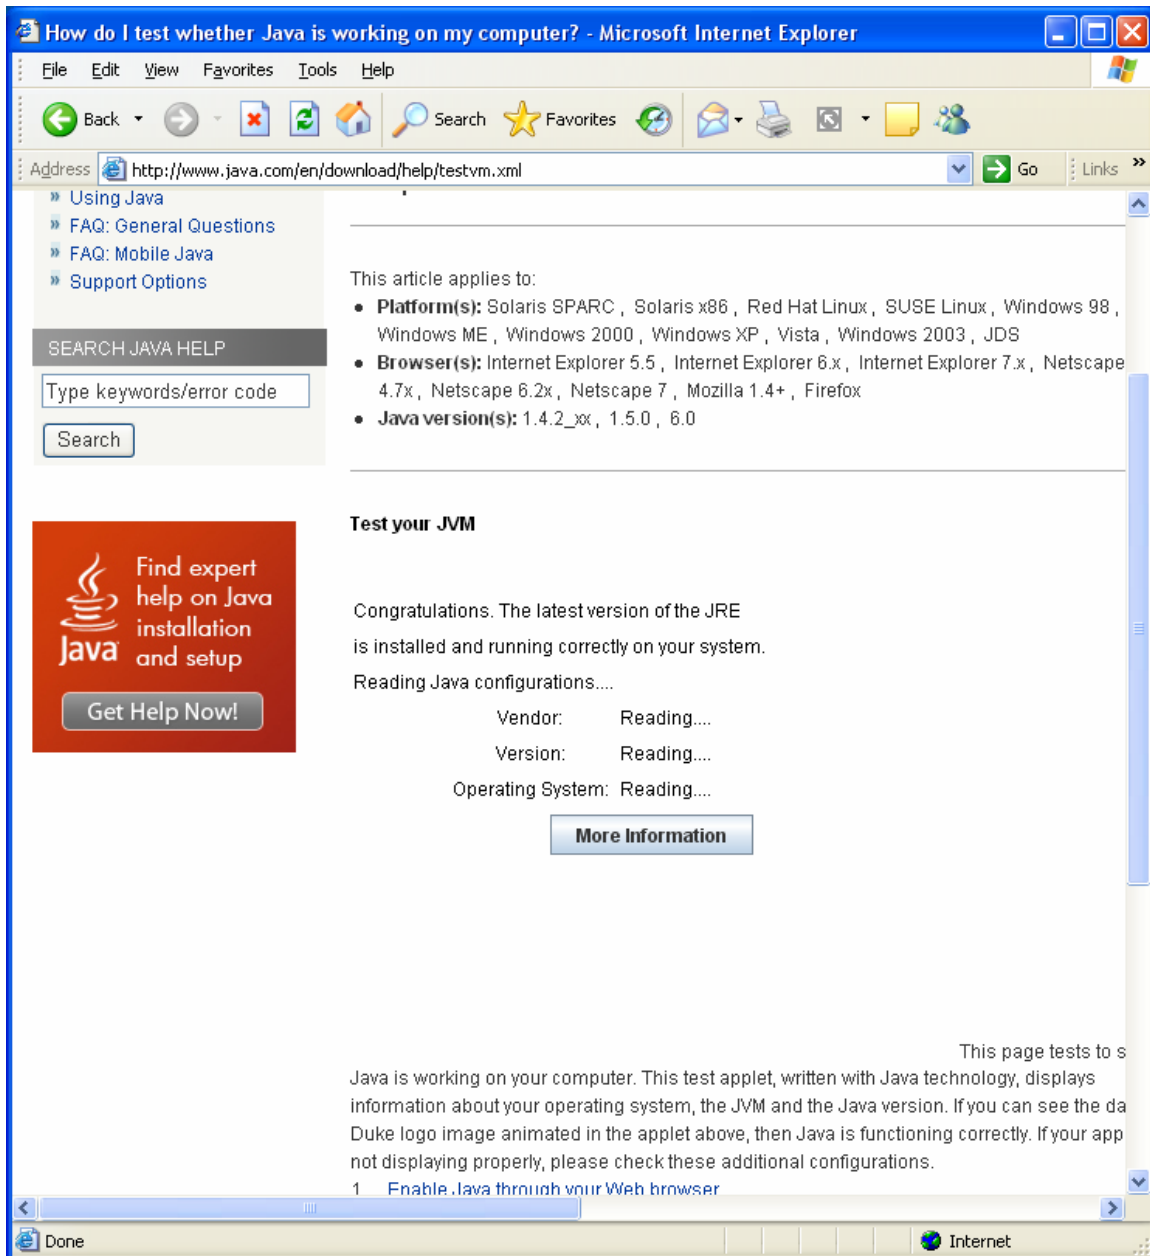 How do I test whether Java is working on my computer? - Microsoft Internet Explorer
File Edit View Favorites Tools Help
Back Search Favorites
Address http://www.java.com/en/download/help/testvm.xml Go Links »
» Using Java
» FAQ: General Questions
» FAQ: Mobile Java
» Support Options
SEARCH JAVA HELP
Type keywords/error code
Search
Find expert
help on Java
installation
and setup
Java
Get Help Now!
This article applies to:
• Platform(s): Solaris SPARC , Solaris x86 , Red Hat Linux , SUSE Linux , Windows 98 ,
Windows ME , Windows 2000 , Windows XP , Vista , Windows 2003 , JDS
• Browser(s): Internet Explorer 5.5 , Internet Explorer 6.x , Internet Explorer 7.x , Netscape
4.7x , Netscape 6.2x , Netscape 7 , Mozilla 1.4+ , Firefox
• Java version(s): 1.4.2_xx , 1.5.0 , 6.0
Test your JVM
Congratulations. The latest version of the JRE
is installed and running correctly on your system.
Reading Java configurations....
Vendor: Reading....
Version: Reading....
Operating System: Reading....
More Information
This page tests to s
Java is working on your computer. This test applet, written with Java technology, displays
information about your operating system, the JVM and the Java version. If you can see the da
Duke logo image animated in the applet above, then Java is functioning correctly. If your app
not displaying properly, please check these additional configurations.
1 Enable Java through your Web browser
Done Internet